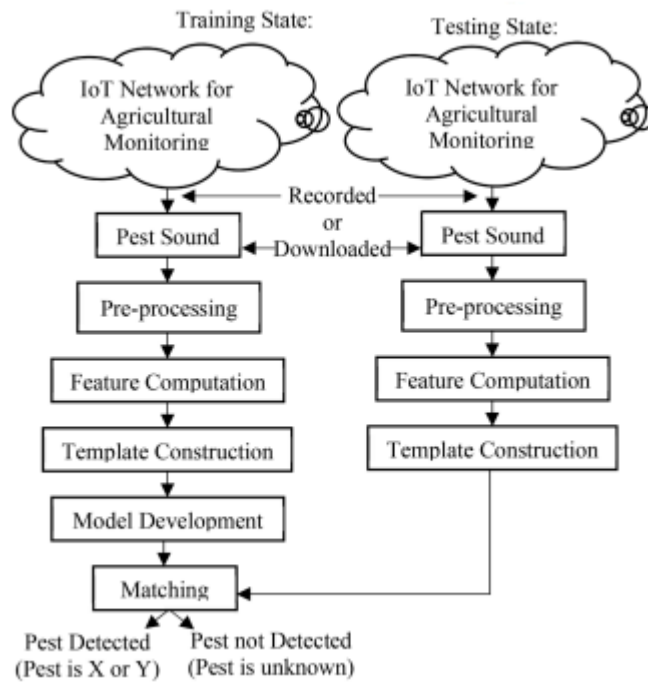 Training State:
Testing State:
IoT Network for
Agricultural
Monitoring
IoT Network for
Agricultural
Monitoring
Recorded
or
Downloaded
Pest Sound
Pest Sound
Pre-processing
Pre-processing
Feature Computation
Feature Computation
Template Construction
Template Construction
Model Development
Matching
Pest Detected
(Pest is X or Y)
Pest not Detected
(Pest is unknown)